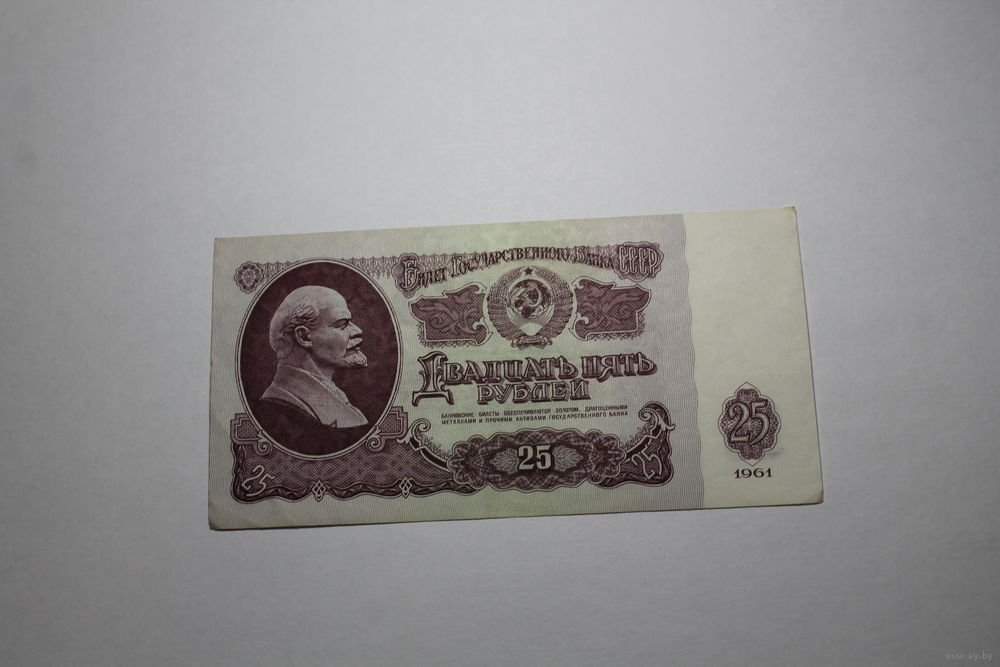 Билет Государственного Банка СССР
Двадцать пять
рублей
БАНКОВСКИЕ БИЛЕТЫ ОБЕСПЕЧИВАЮТСЯ ЗОЛОТОМ, ДРАГОЦЕННЫМИ
МЕТАЛЛАМИ И ПРОЧИМИ АКТИВАМИ ГОСУДАРСТВЕННОГО БАНКА
25
25
25
25
1961
www.ay.by